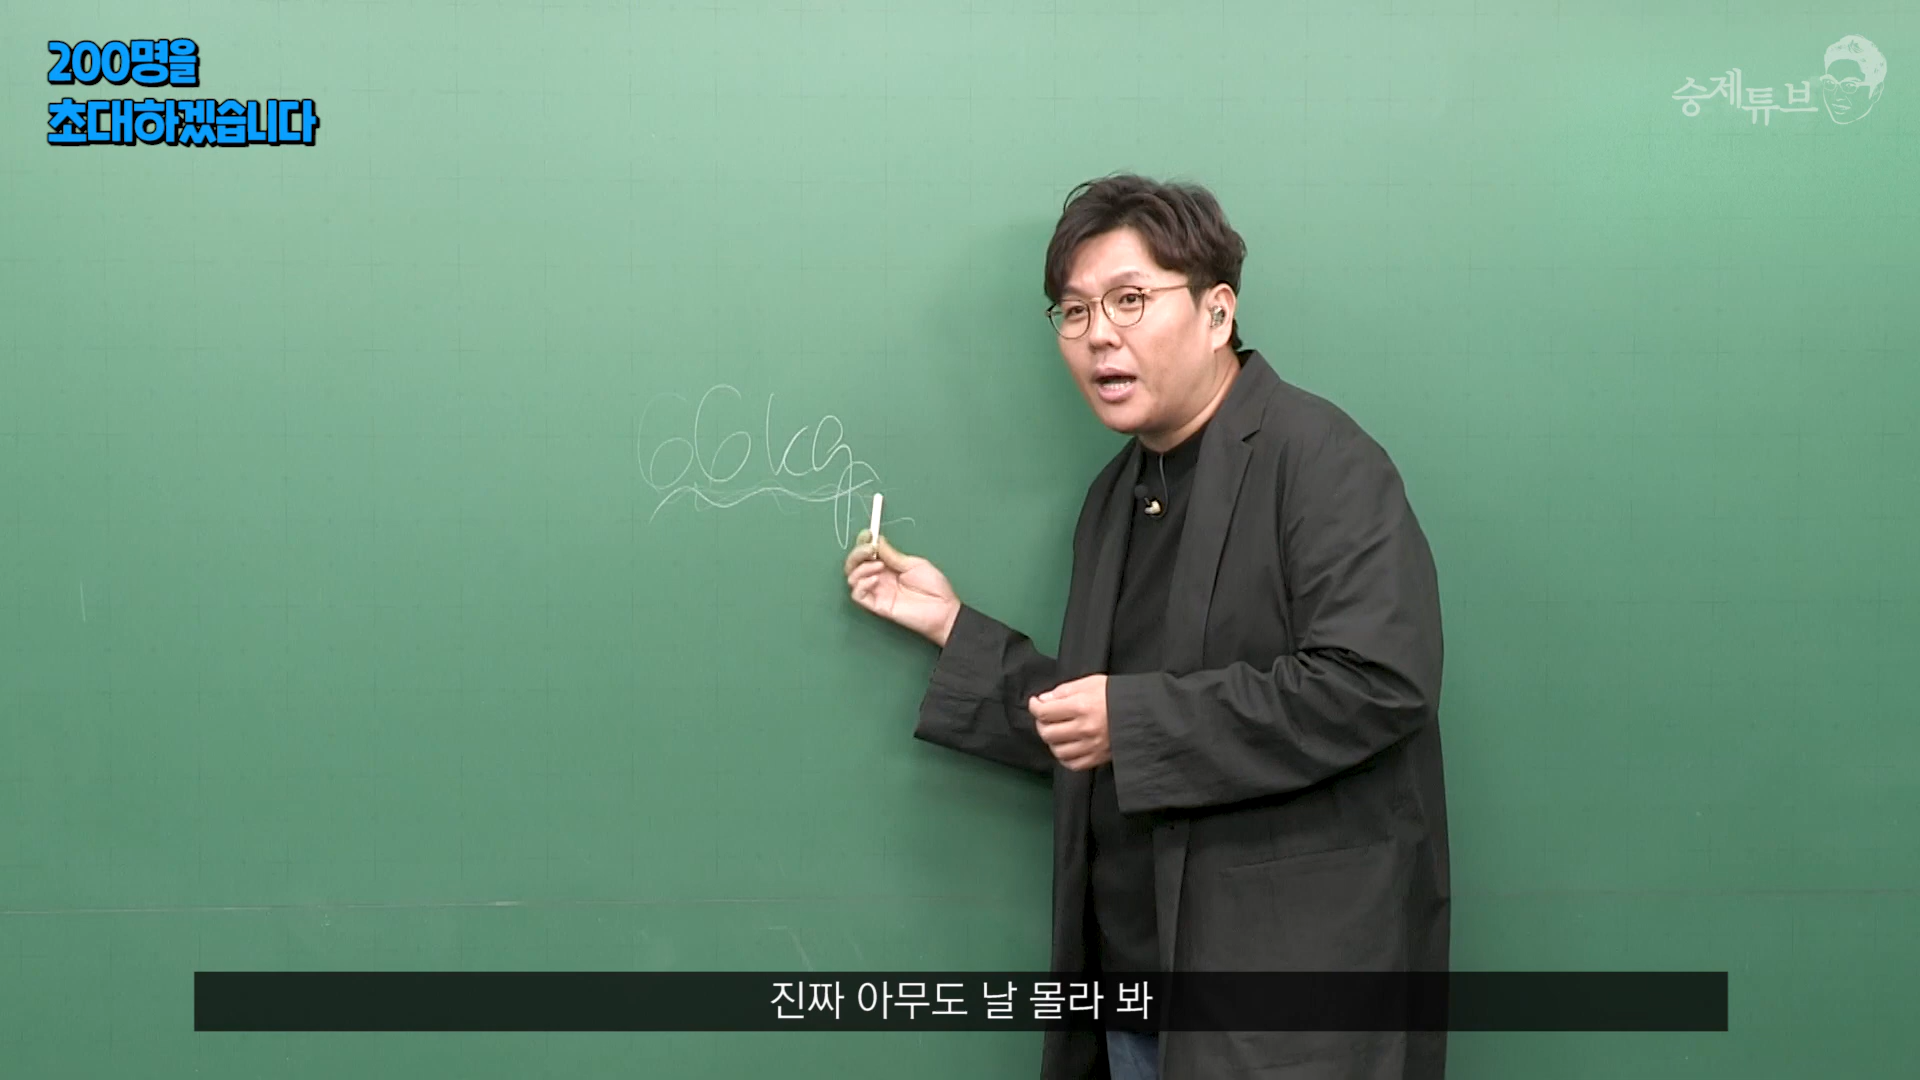 200명을
초대하겠습니다
승제튜브
66kg
진짜 아무도 날 몰라 봐